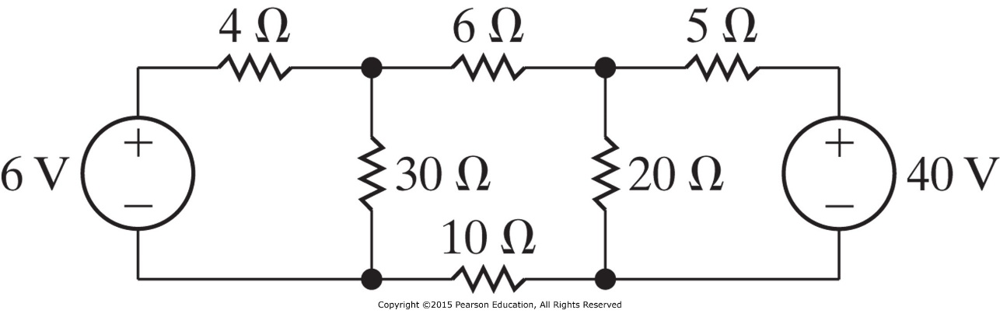 4 Ω 6 Ω 5 Ω
+ +
6 V 30 Ω 20 Ω 40 V
− −
10 Ω
Copyright ©2015 Pearson Education, All Rights Reserved